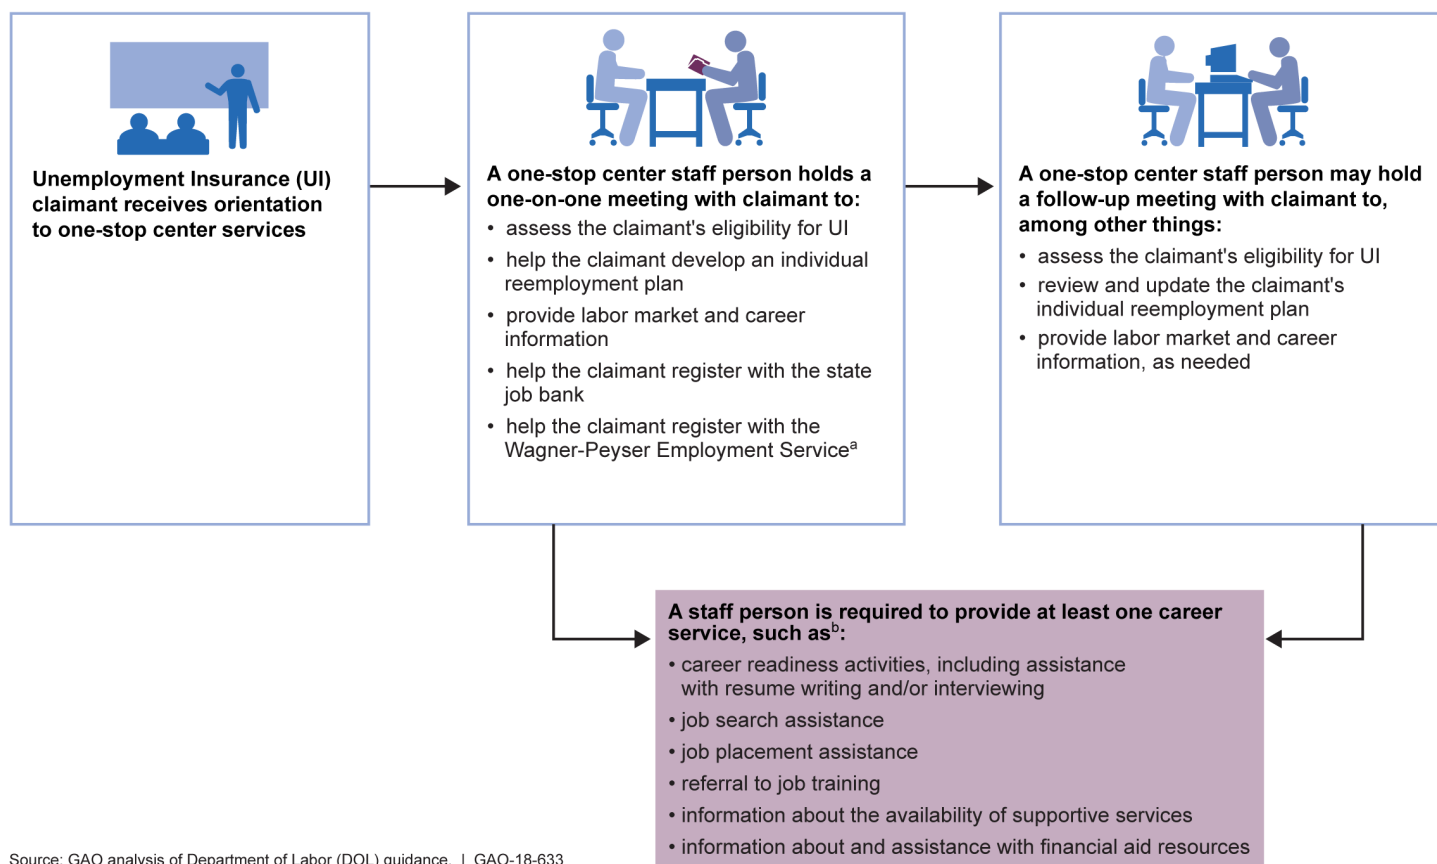 Unemployment Insurance (UI)
claimant receives orientation
to one-stop center services
A one-stop center staff person holds a
one-on-one meeting with claimant to:
• assess the claimant's eligibility for UI
• help the claimant develop an individual
reemployment plan
• provide labor market and career
information
• help the claimant register with the state
job bank
• help the claimant register with the
Wagner-Peyser Employment Serviceᵃ
A one-stop center staff person may hold
a follow-up meeting with claimant to,
among other things:
• assess the claimant's eligibility for UI
• review and update the claimant's
individual reemployment plan
• provide labor market and career
information, as needed
A staff person is required to provide at least one career
service, such asᵇ:
• career readiness activities, including assistance
with resume writing and/or interviewing
• job search assistance
• job placement assistance
• referral to job training
• information about the availability of supportive services
• information about and assistance with financial aid resources
Source: GAO analysis of Department of Labor (DOL) guidance. | GAO-18-633